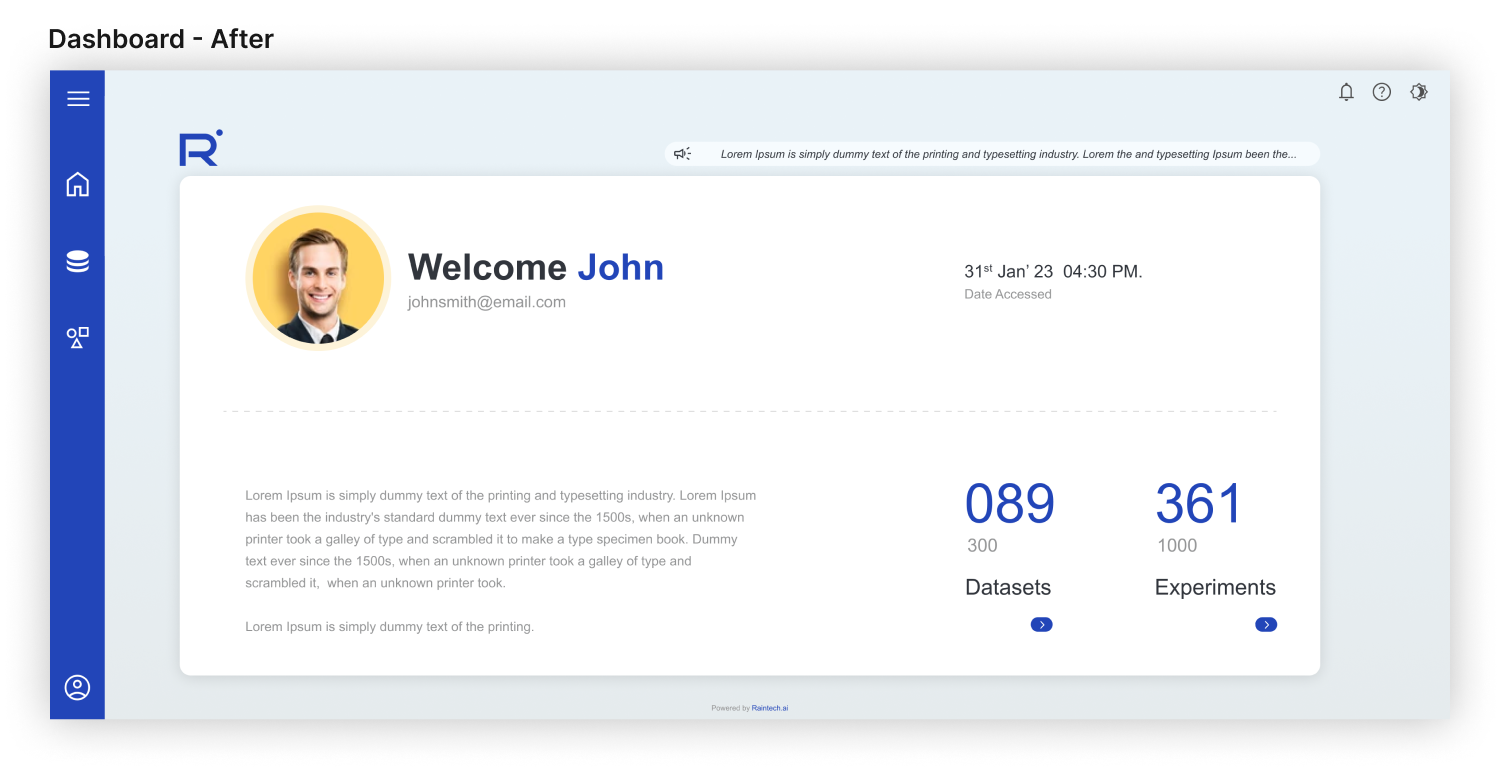 Dashboard - After
R
Lorem Ipsum is simply dummy text of the printing and typesetting industry. Lorem the and typesetting Ipsum been the...
Welcome John
johnsmith@email.com
31st Jan’ 23 04:30 PM.
Date Accessed
Lorem Ipsum is simply dummy text of the printing and typesetting industry. Lorem Ipsum
has been the industry's standard dummy text ever since the 1500s, when an unknown
printer took a galley of type and scrambled it to make a type specimen book. Dummy
text ever since the 1500s, when an unknown printer took a galley of type and
scrambled it, when an unknown printer took.
Lorem Ipsum is simply dummy text of the printing.
089
300
Datasets
361
1000
Experiments
Powered by Raintech.ai